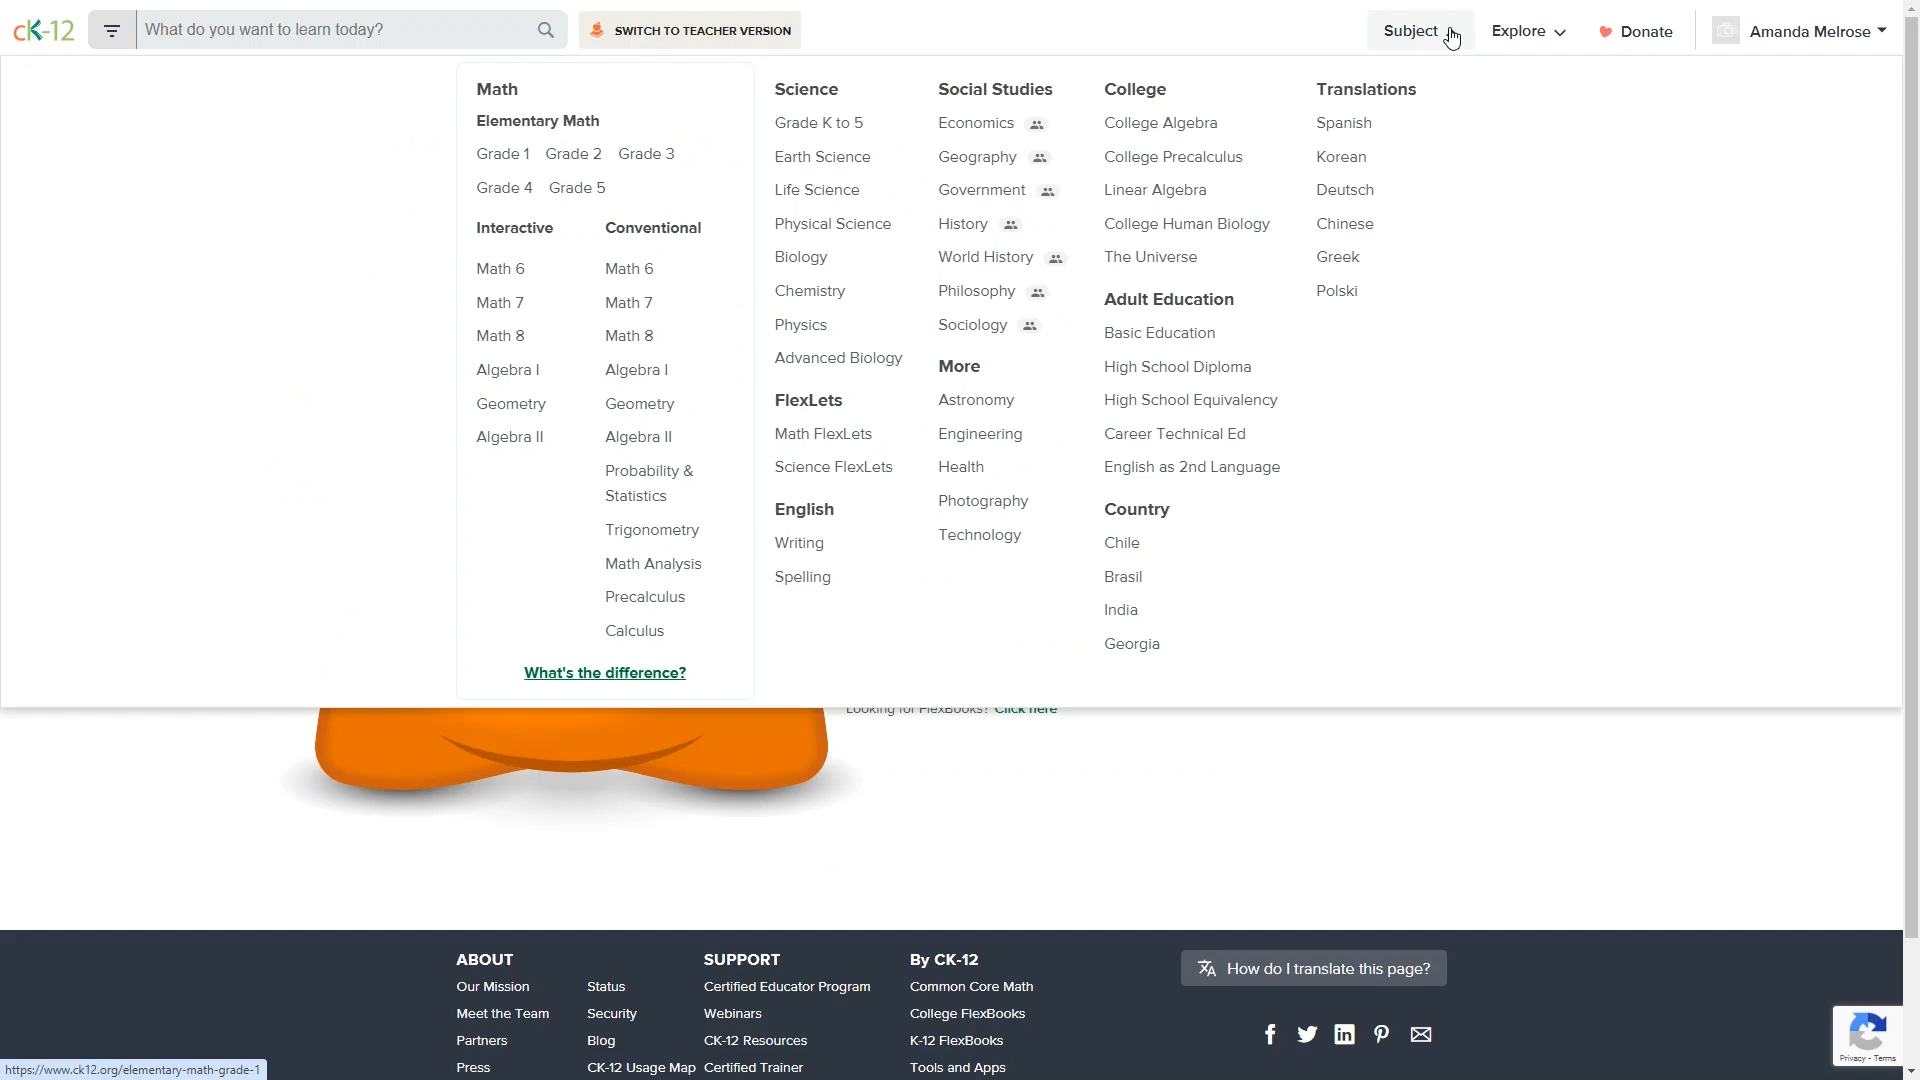 ck-12
What do you want to learn today?
SWITCH TO TEACHER VERSION
Subject
Explore
Donate
Amanda Melrose
Math
Elementary Math
Grade 1 Grade 2 Grade 3
Grade 4 Grade 5
Interactive
Math 6
Math 7
Math 8
Algebra I
Geometry
Algebra II
Conventional
Math 6
Math 7
Math 8
Algebra I
Geometry
Algebra II
Probability &
Statistics
Trigonometry
Math Analysis
Precalculus
Calculus
What's the difference?
Science
Grade K to 5
Earth Science
Life Science
Physical Science
Biology
Chemistry
Physics
Advanced Biology
FlexLets
Math FlexLets
Science FlexLets
English
Writing
Spelling
Social Studies
Economics
Geography
Government
History
World History
Philosophy
Sociology
More
Astronomy
Engineering
Health
Photography
Technology
College
College Algebra
College Precalculus
Linear Algebra
College Human Biology
The Universe
Adult Education
Basic Education
High School Diploma
High School Equivalency
Career Technical Ed
English as 2nd Language
Country
Chile
Brasil
India
Georgia
Translations
Spanish
Korean
Deutsch
Chinese
Greek
Polski
Looking for FlexBooks? Click here
ABOUT
Our Mission
Meet the Team
Partners
Press
Status
Security
Blog
CK-12 Usage Map
SUPPORT
Certified Educator Program
Webinars
CK-12 Resources
Certified Trainer
By CK-12
Common Core Math
College FlexBooks
K-12 FlexBooks
Tools and Apps
How do I translate this page?
Privacy - Terms
https://www.ck12.org/elementary-math-grade-1